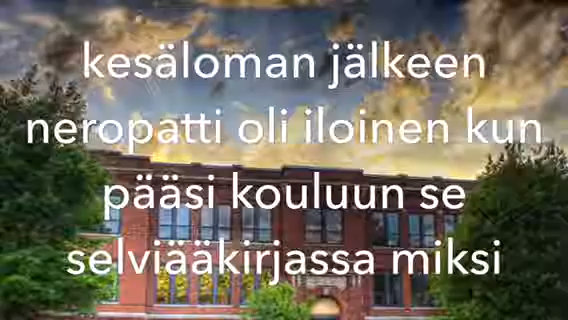 kesäloman jälkeen
neropatti oli iloinen kun
pääsi kouluun se
selviääkirjassa miksi